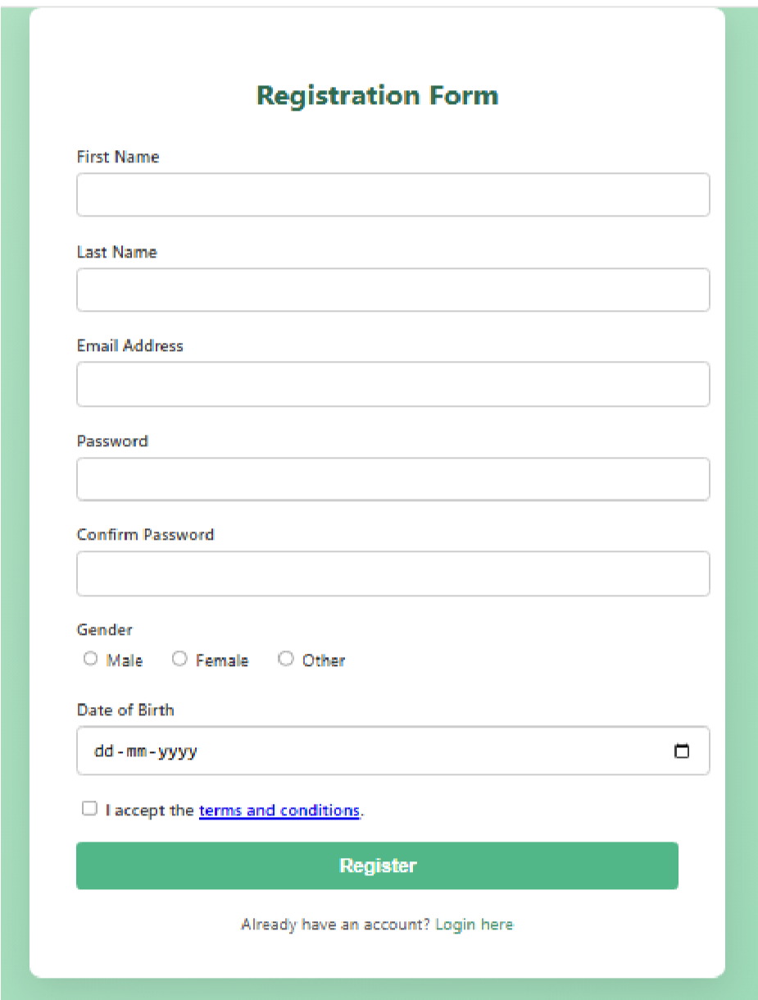 Registration Form
First Name
Last Name
Email Address
Password
Confirm Password
Gender
Male Female Other
Date of Birth
dd-mm-yyyy
I accept the terms and conditions.
Register
Already have an account? Login here